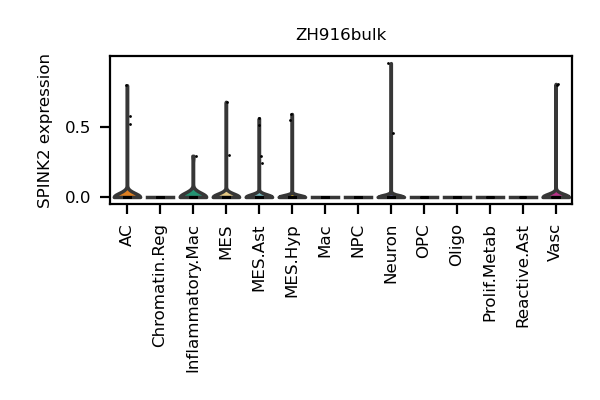 ZH916bulk
SPINK2 expression
0.5
0.0
AC
Chromatin.Reg
Inflammatory.Mac
MES
MES.Ast
MES.Hyp
Mac
NPC
Neuron
OPC
Oligo
Prolif.Metab
Reactive.Ast
Vasc